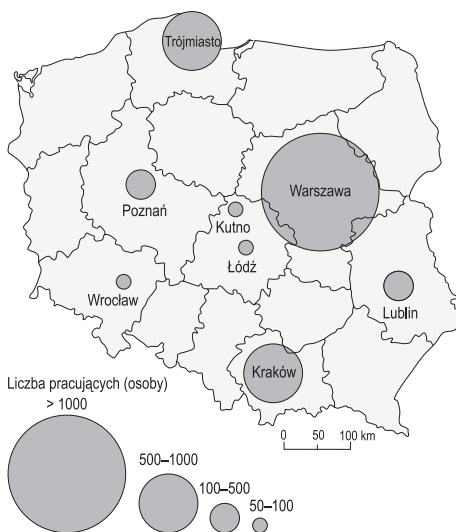 Trójmiasto
Warszawa
Poznań
Kutno
Łódź
Wrocław
Lublin
Kraków
Liczba pracujących (osoby)
> 1000
500–1000
100–500
50–100
0 50 100 km